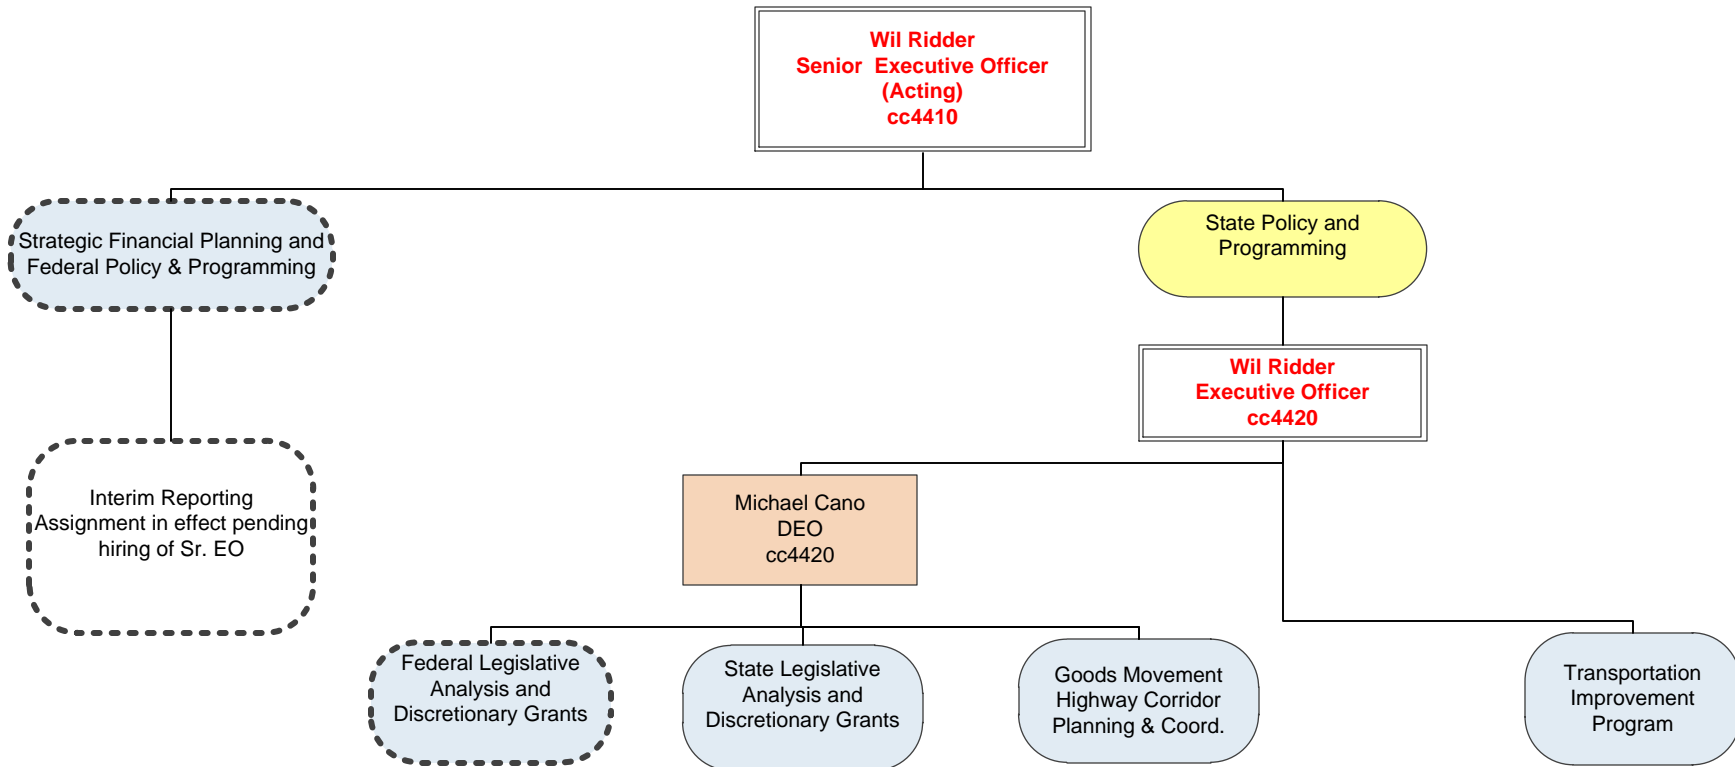 Wil Ridder
Senior Executive Officer
(Acting)
cc4410
Strategic Financial Planning and
Federal Policy & Programming
State Policy and
Programming
Wil Ridder
Executive Officer
cc4420
Interim Reporting
Assignment in effect pending
hiring of Sr. EO
Michael Cano
DEO
cc4420
Federal Legislative
Analysis and
Discretionary Grants
State Legislative
Analysis and
Discretionary Grants
Goods Movement
Highway Corridor
Planning & Coord.
Transportation
Improvement
Program